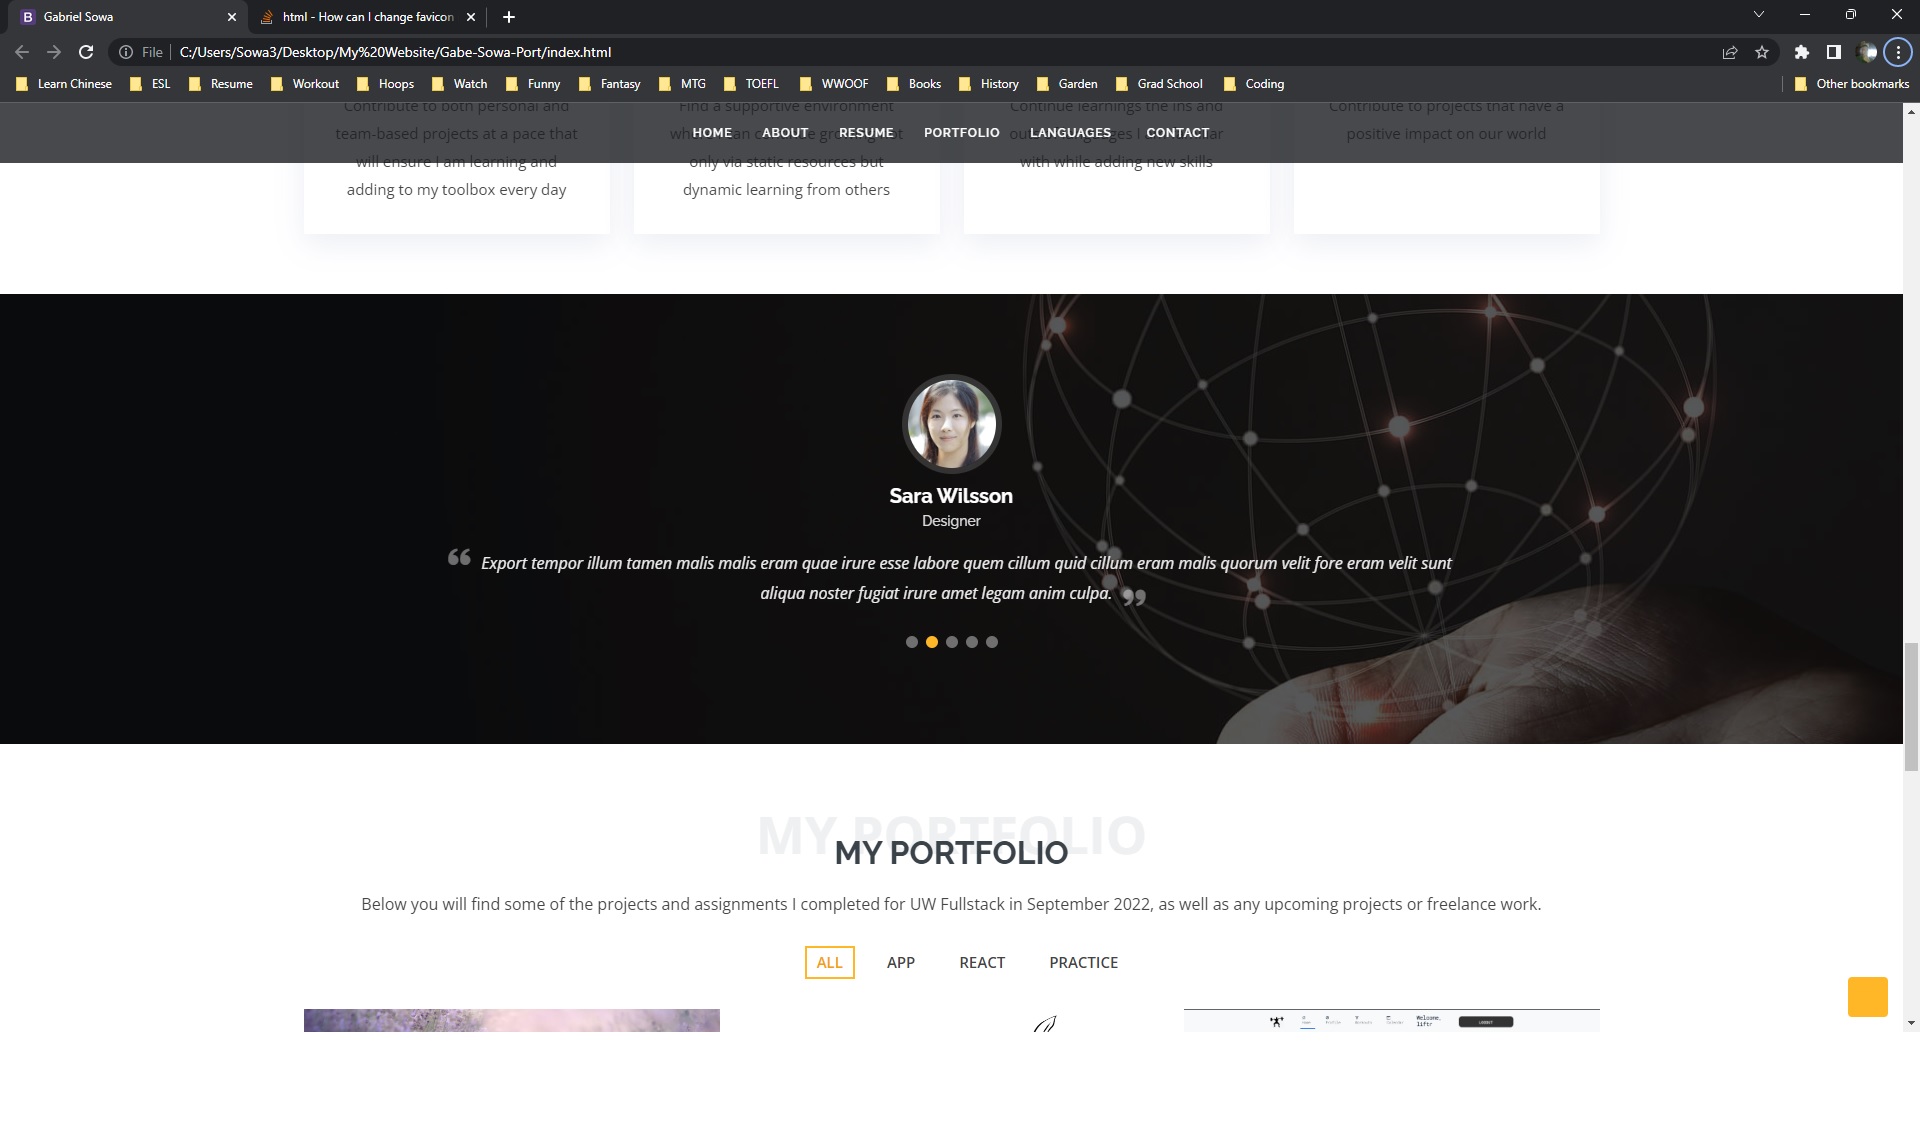 Gabriel Sowa
html - How can I change favicon
File
C:/Users/Sowa3/Desktop/My%20Website/Gabe-Sowa-Port/index.html
Learn Chinese ESL Resume Workout Hoops Watch Funny Fantasy MTG TOEFL WWOOF Books History Garden Grad School Coding Other bookmarks
HOME ABOUT RESUME PORTFOLIO LANGUAGES CONTACT
Contribute to both personal and
team-based projects at a pace that
will ensure I am learning and
adding to my toolbox every day
Find a supportive environment
only via static resources but
dynamic learning from others
Continue learnings the ins and
with while adding new skills
Contribute to projects that have a
positive impact on our world
Sara Wilsson
Designer
“ Export tempor illum tamen malis malis eram quae irure esse labore quem cillum quid cillum eram malis quorum velit fore eram velit sunt
aliqua noster fugiat irure amet legam anim culpa. ”
MY PORTFOLIO
MY PORTFOLIO
Below you will find some of the projects and assignments I completed for UW Fullstack in September 2022, as well as any upcoming projects or freelance work.
ALL APP REACT PRACTICE
Welcome,
liftr